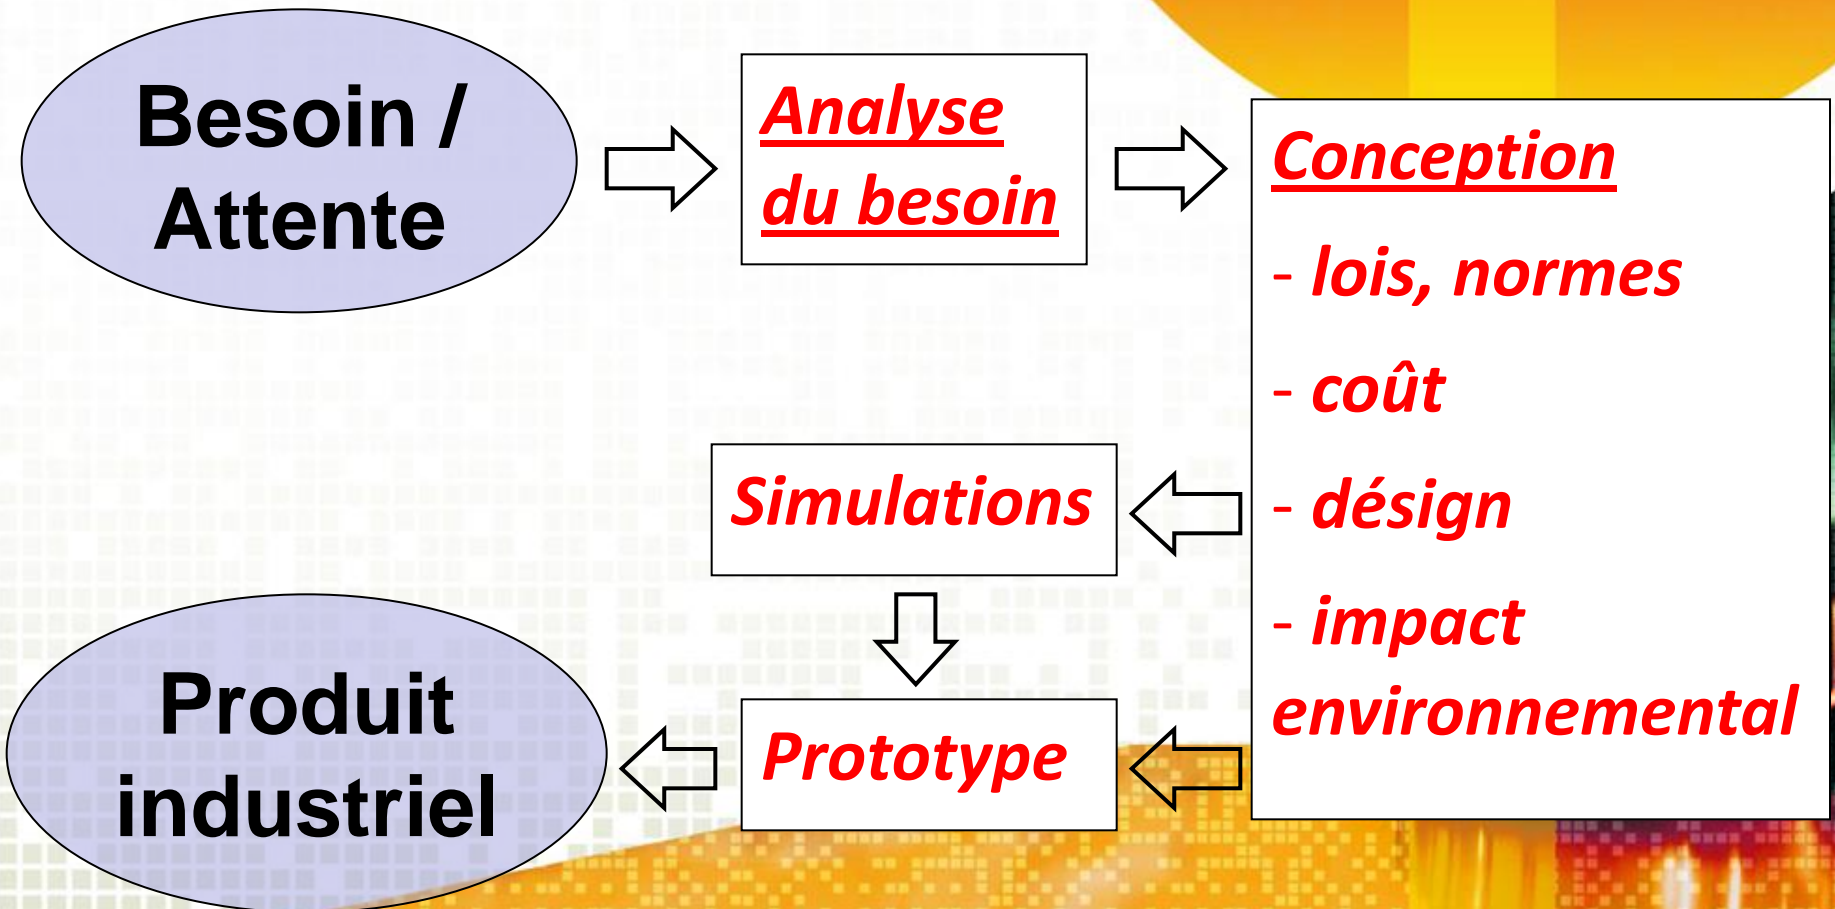 Besoin /
Attente
Analyse
du besoin
Conception
- lois, normes
- coût
- désign
- impact
environnemental
Simulations
Prototype
Produit
industriel